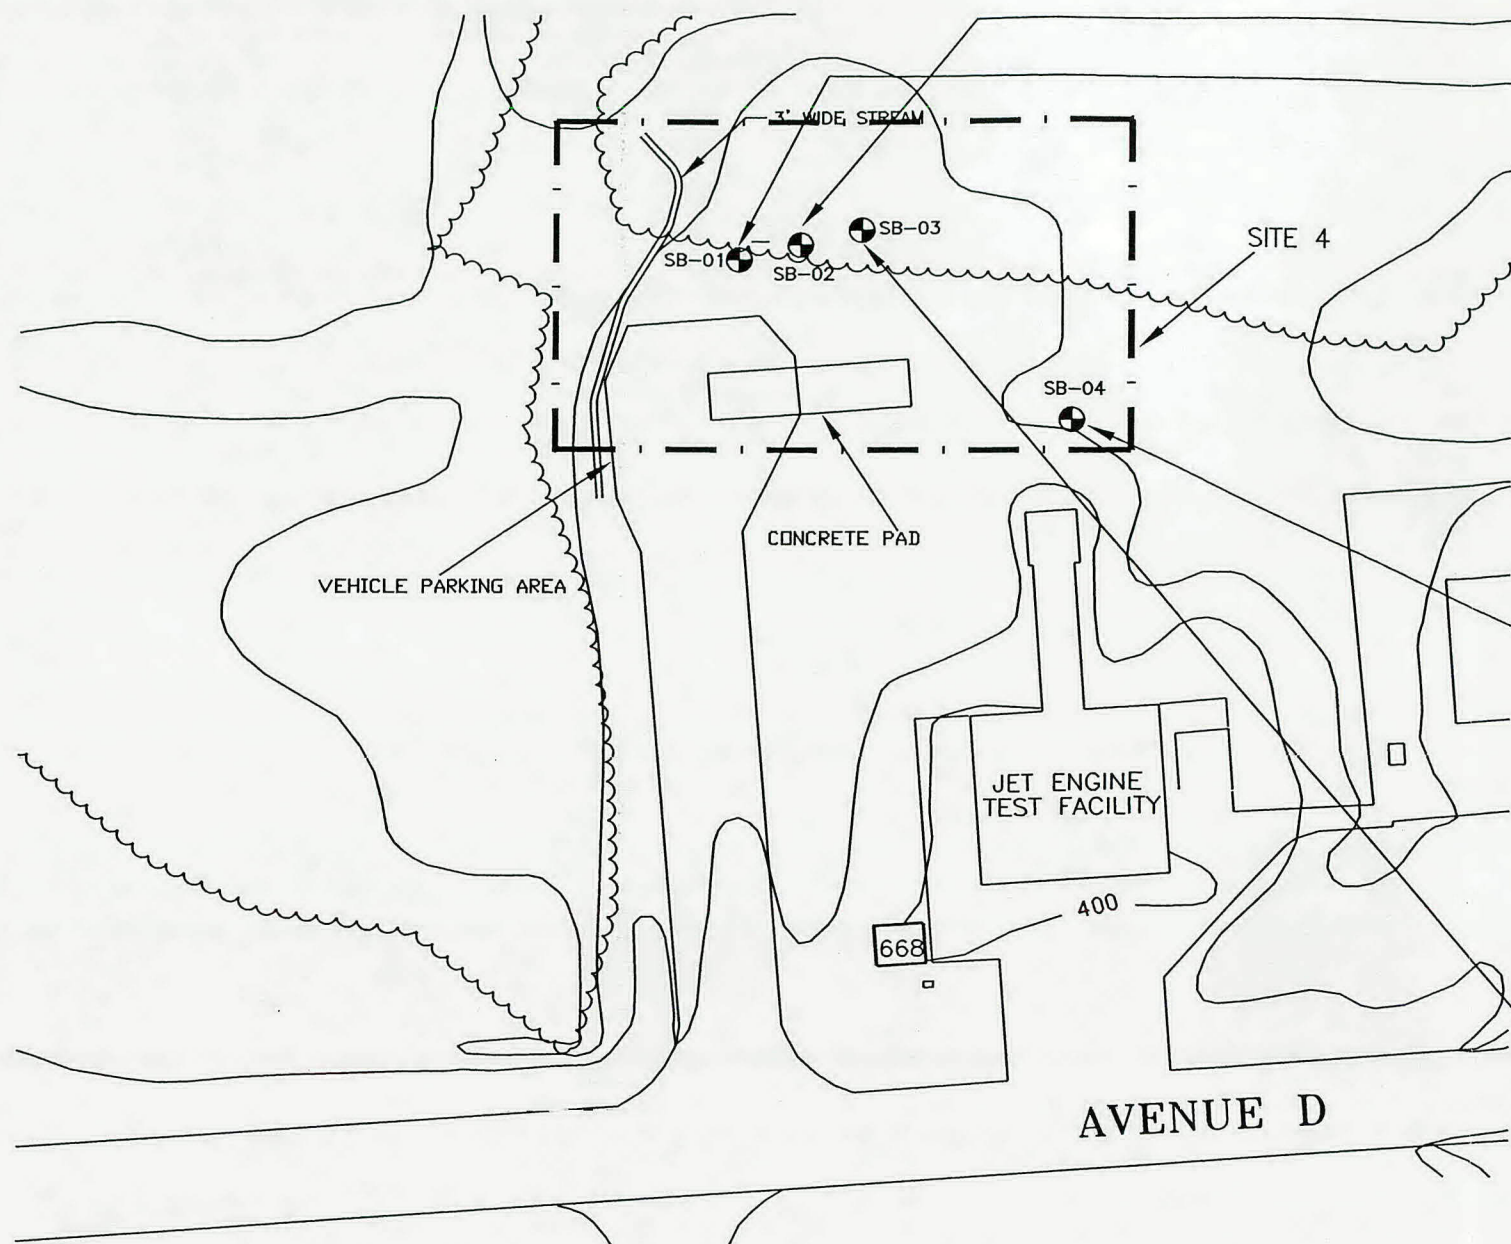 3' WIDE STREAM
SB-03
SITE 4
SB-01
SB-02
SB-04
CONCRETE PAD
VEHICLE PARKING AREA
JET ENGINE
TEST FACILITY
400
668
AVENUE D